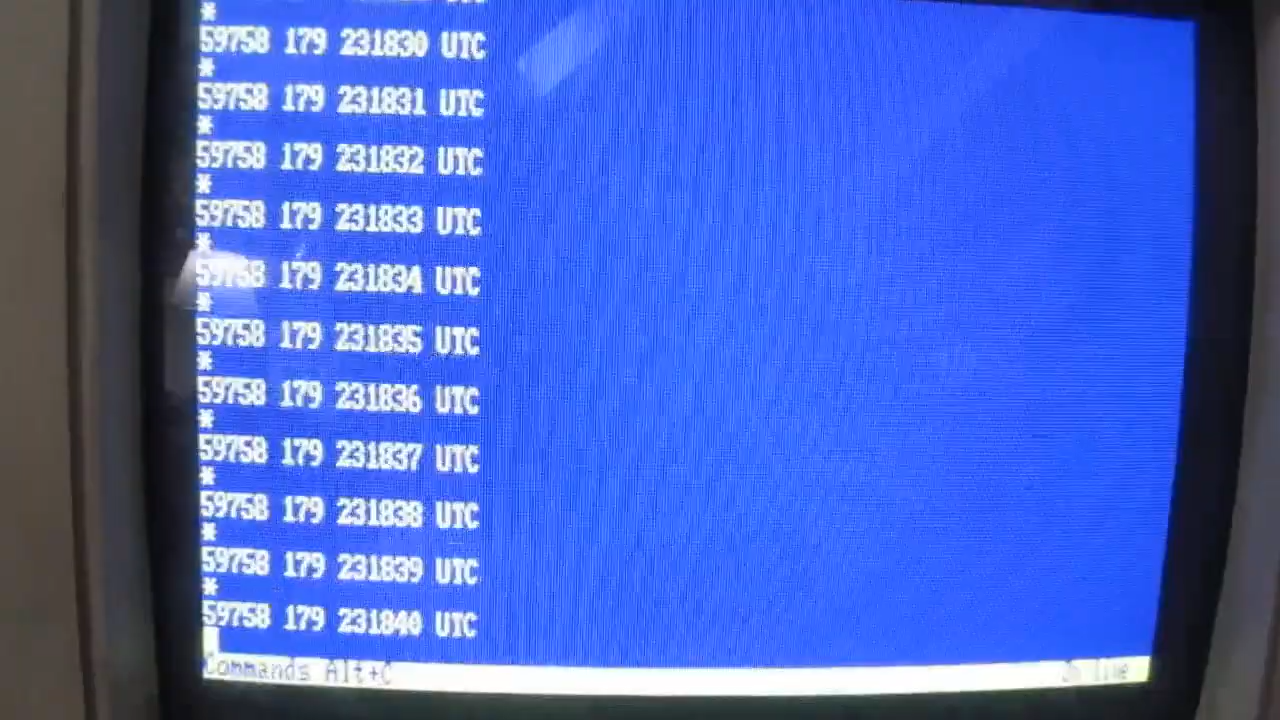 UTC
*
59758 179 231830 UTC
*
59758 179 231831 UTC
*
59758 179 231832 UTC
*
59758 179 231833 UTC
*
59758 179 231834 UTC
*
59758 179 231835 UTC
*
59758 179 231836 UTC
*
59758 179 231837 UTC
*
59758 179 231838 UTC
*
59758 179 231839 UTC
*
59758 179 231840 UTC
Commands Alt+C